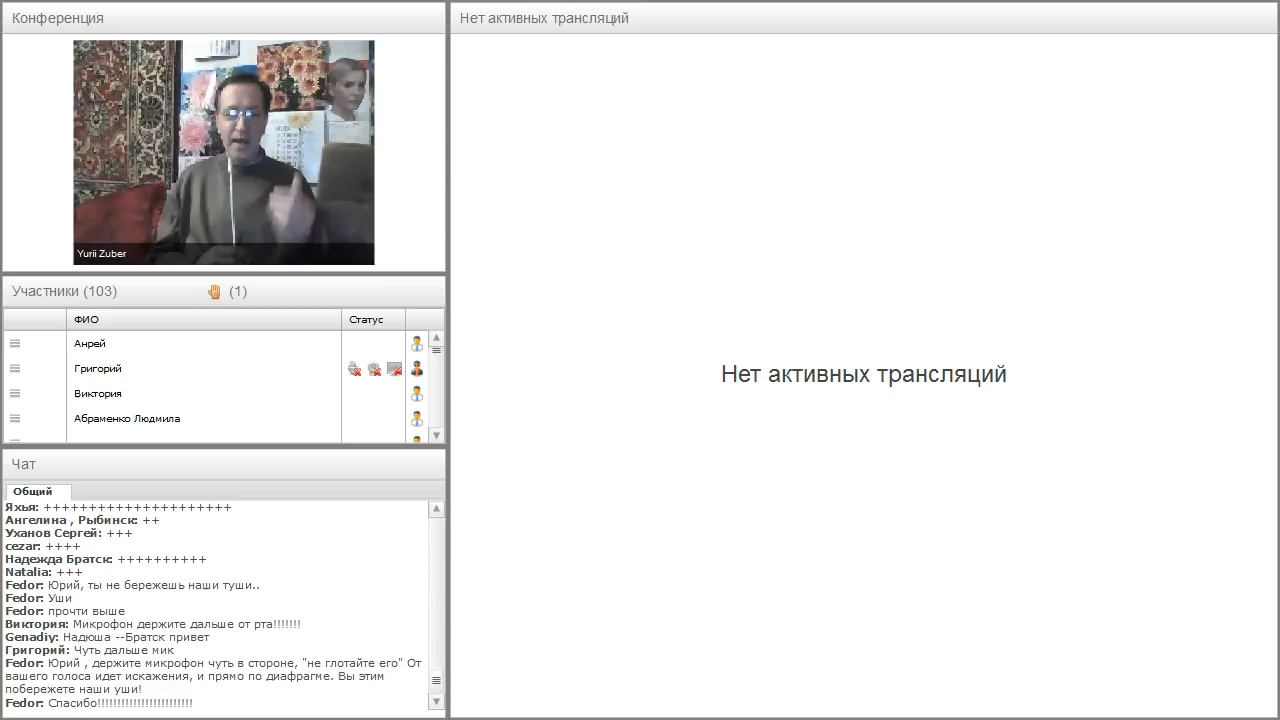 Конференция
Нет активных трансляций
Yurii Zuber
Участники (103)
(1)
ФИО
Статус
Анрей
Григорий
Виктория
Абраменко Людмила
Чат
Общий
Яхья: +++++++++++++++++++++
Ангелина , Рыбинск: ++
Уханов Сергей: +++
cezar: ++++
Надежда Братск: ++++++++++
Natalia: +++
Fedor: Юрий, ты не бережешь наши туши..
Fedor: Уши
Fedor: прочти выше
Виктория: Микрофон держите дальше от рта!!!!!!!
Genadiy: Надюша --Братск привет
Григорий: Чуть дальше мик
Fedor: Юрий , держите микрофон чуть в стороне, "не глотайте его" От
вашего голоса идет искажения, и прямо по диафрагме. Вы этим
побережете наши уши!
Fedor: Спасибо!!!!!!!!!!!!!!!!!!!!!!!!
Нет активных трансляций